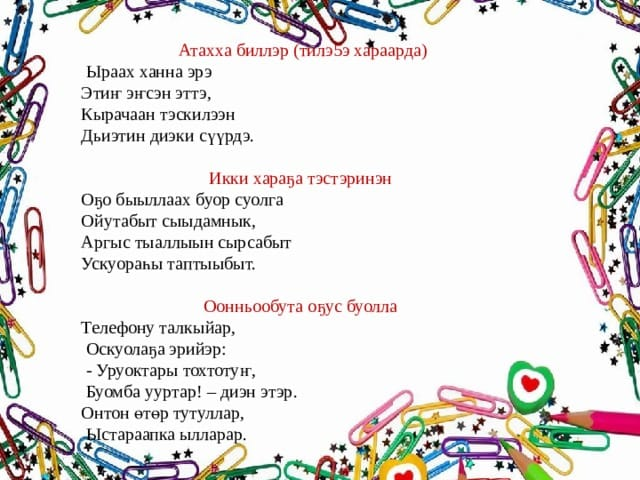 Атахха биллэр (тилэ5э хараарда)
Ыраах ханна эрэ
Этиҥ эҥсэн эттэ,
Кырачаан тэскилээн
Дьиэтин диэки сүүрдэ.
Икки хараҕа тэстэринэн
Оҕо быыллаах буор суолга
Ойутабыт сыыдамнык,
Аргыс тыаллыын сырсабыт
Ускуораһы таптыыбыт.
Оонньообута оҕус буолла
Телефону талкыйар,
Оскуолаҕа эрийэр:
- Уруоктары тохтотуҥ,
Буомба ууртар! – диэн этэр.
Онтон өтөр тутуллар,
Ыстараапка ылларар.